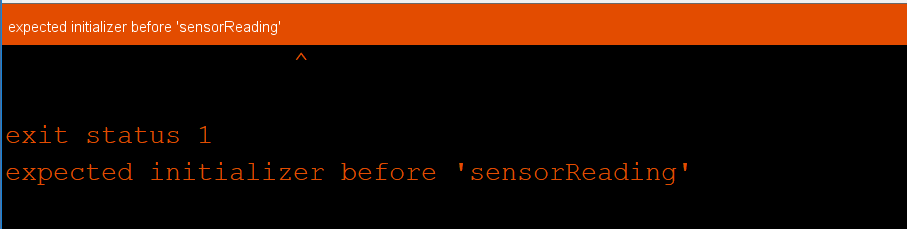 expected initializer before 'sensorReading'
^
exit status 1
expected initializer before 'sensorReading'